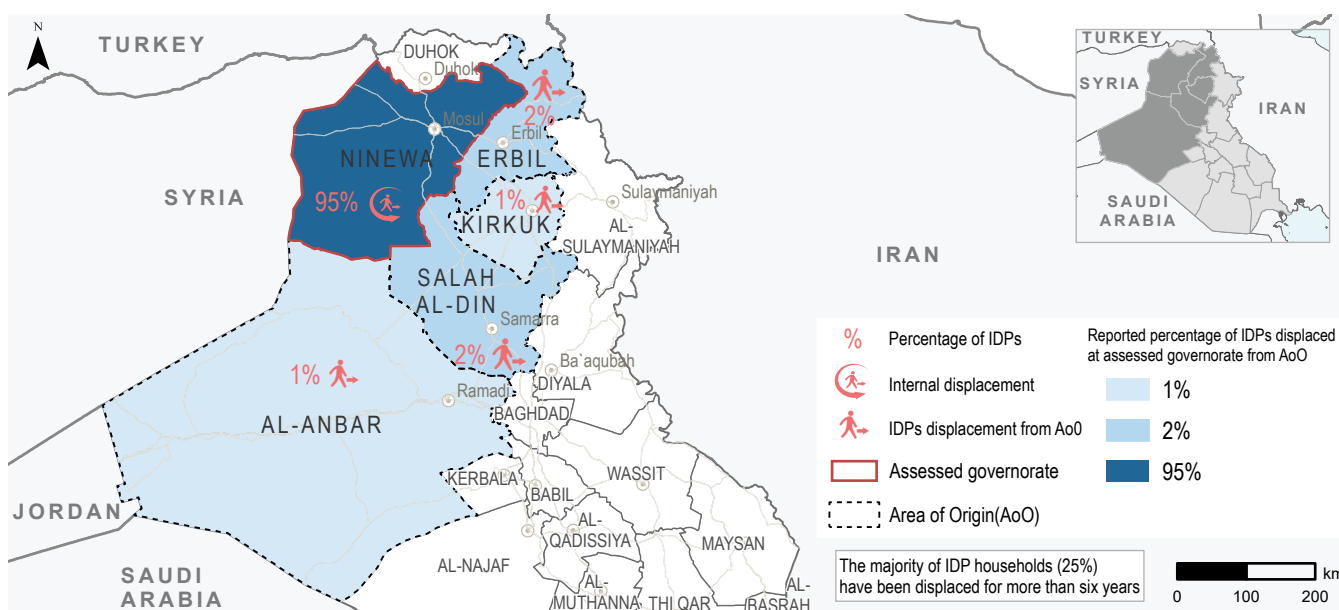 N
TURKEY
DUHOK
Duhok
2%
Mosul
Erbil
NINEWA
ERBIL
SYRIA
95%
1%
Sulaymaniyah
KIRKUK
AL-
SULAYMANIYAH
IRAN
SALAH
AL-DIN
Samarra
2%
Ba`aqubah
1%
DIYALA
Ramadi
BAGHDAD
AL-ANBAR
KERBALA
WASSIT
BABIL
JORDAN
AL-
QADISSIYA
MAYSAN
AL-NAJAF
SAUDI
ARABIA
AL-
MUTHANNA
THI QAR
AL-
BASRAH
TURKEY
SYRIA
IRAN
SAUDI
ARABIA
% Percentage of IDPs
Internal displacement
IDPs displacement from Ao0
Assessed governorate
Area of Origin(AoO)
Reported percentage of IDPs displaced
at assessed governorate from AoO
1%
2%
95%
The majority of IDP households (25%)
have been displaced for more than six years
km
0 100 200